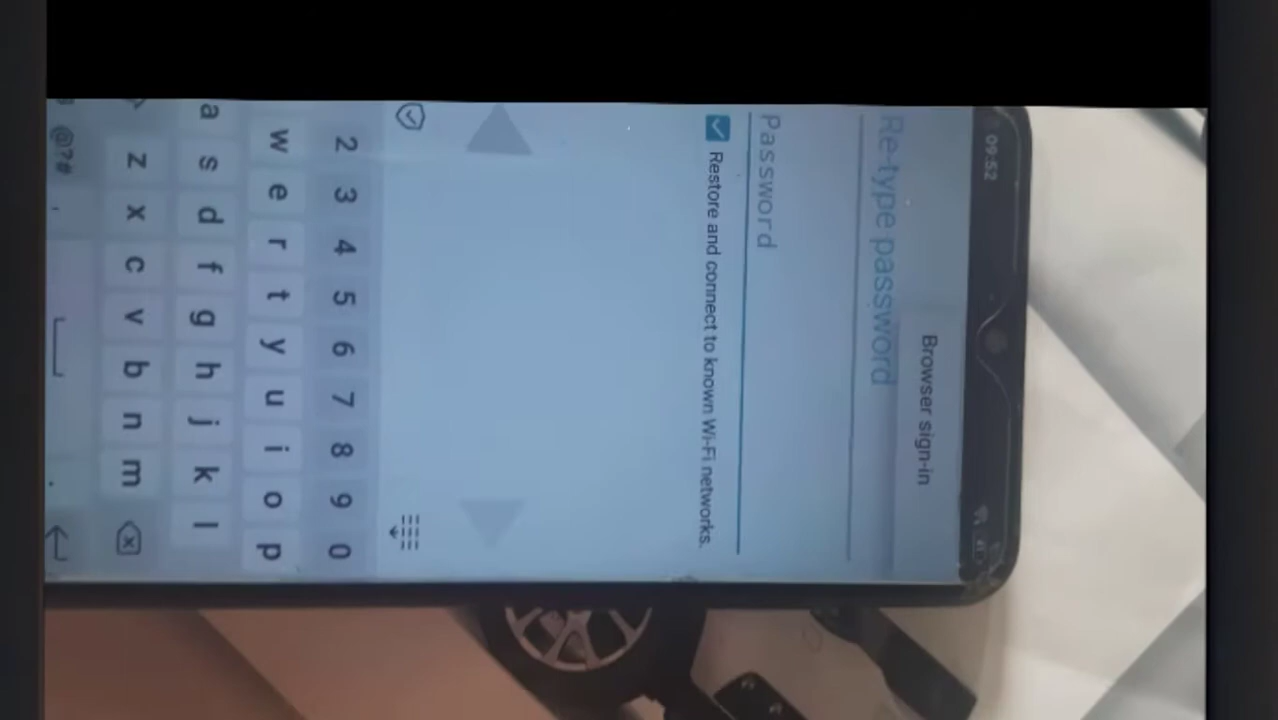 09:52
Browser sign-in
Re-type password
Password
Restore and connect to known Wi-Fi networks.
2 3 4 5 6 7 8 9 0
w e r t y u i o p
a s d f g h j k l
z x c v b n m
@?# , .